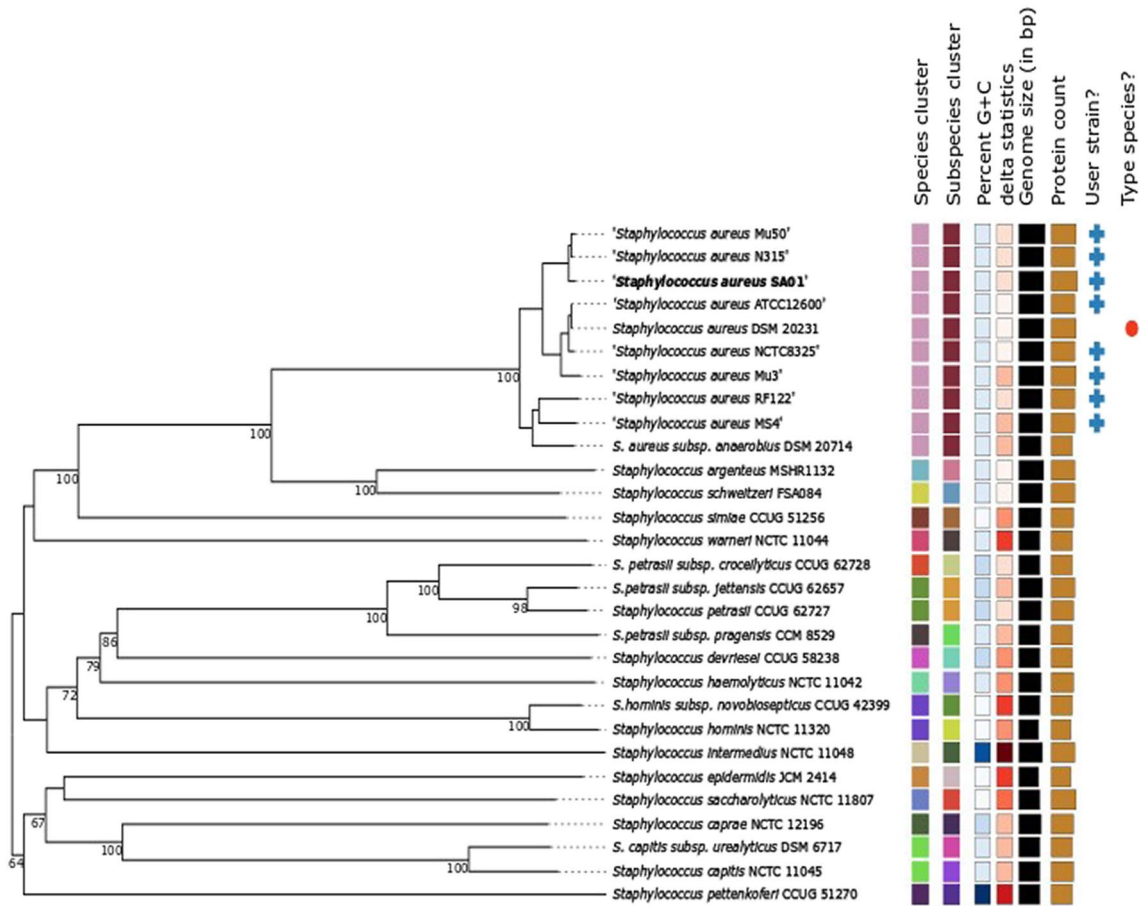 Species cluster
Subspecies cluster
Percent G+C
delta statistics
Genome size (in bp)
Protein count
User strain?
Type species?
'Staphylococcus aureus Mu50'
'Staphylococcus aureus N315'
'Staphylococcus aureus SA01'
'Staphylococcus aureus ATCC12600'
Staphylococcus aureus DSM 20231
'Staphylococcus aureus NCTC8325'
100
'Staphylococcus aureus Mu3'
'Staphylococcus aureus RF122'
'Staphylococcus aureus MS4'
100
S. aureus subsp. anaerobius DSM 20714
Staphylococcus argenteus MSHR1132
100
100
Staphylococcus schweitzeri FSA084
Staphylococcus simiae CCUG 51256
Staphylococcus warneri NCTC 11044
S. petrasii subsp. croceilyticus CCUG 62728
100
S.petrasii subsp. jettensis CCUG 62657
98
Staphylococcus petrasii CCUG 62727
100
S.petrasii subsp. pragensis CCM 8529
86
Staphylococcus devriesei CCUG 58238
79
Staphylococcus haemolyticus NCTC 11042
72
S.hominis subsp. novobiosepticus CCUG 42399
100
Staphylococcus hominis NCTC 11320
Staphylococcus intermedius NCTC 11048
Staphylococcus epidermidis JCM 2414
Staphylococcus saccharolyticus NCTC 11807
67
Staphylococcus caprae NCTC 12196
100
S. capitis subsp. urealyticus DSM 6717
64
100
Staphylococcus capitis NCTC 11045
Staphylococcus pettenkoferi CCUG 51270